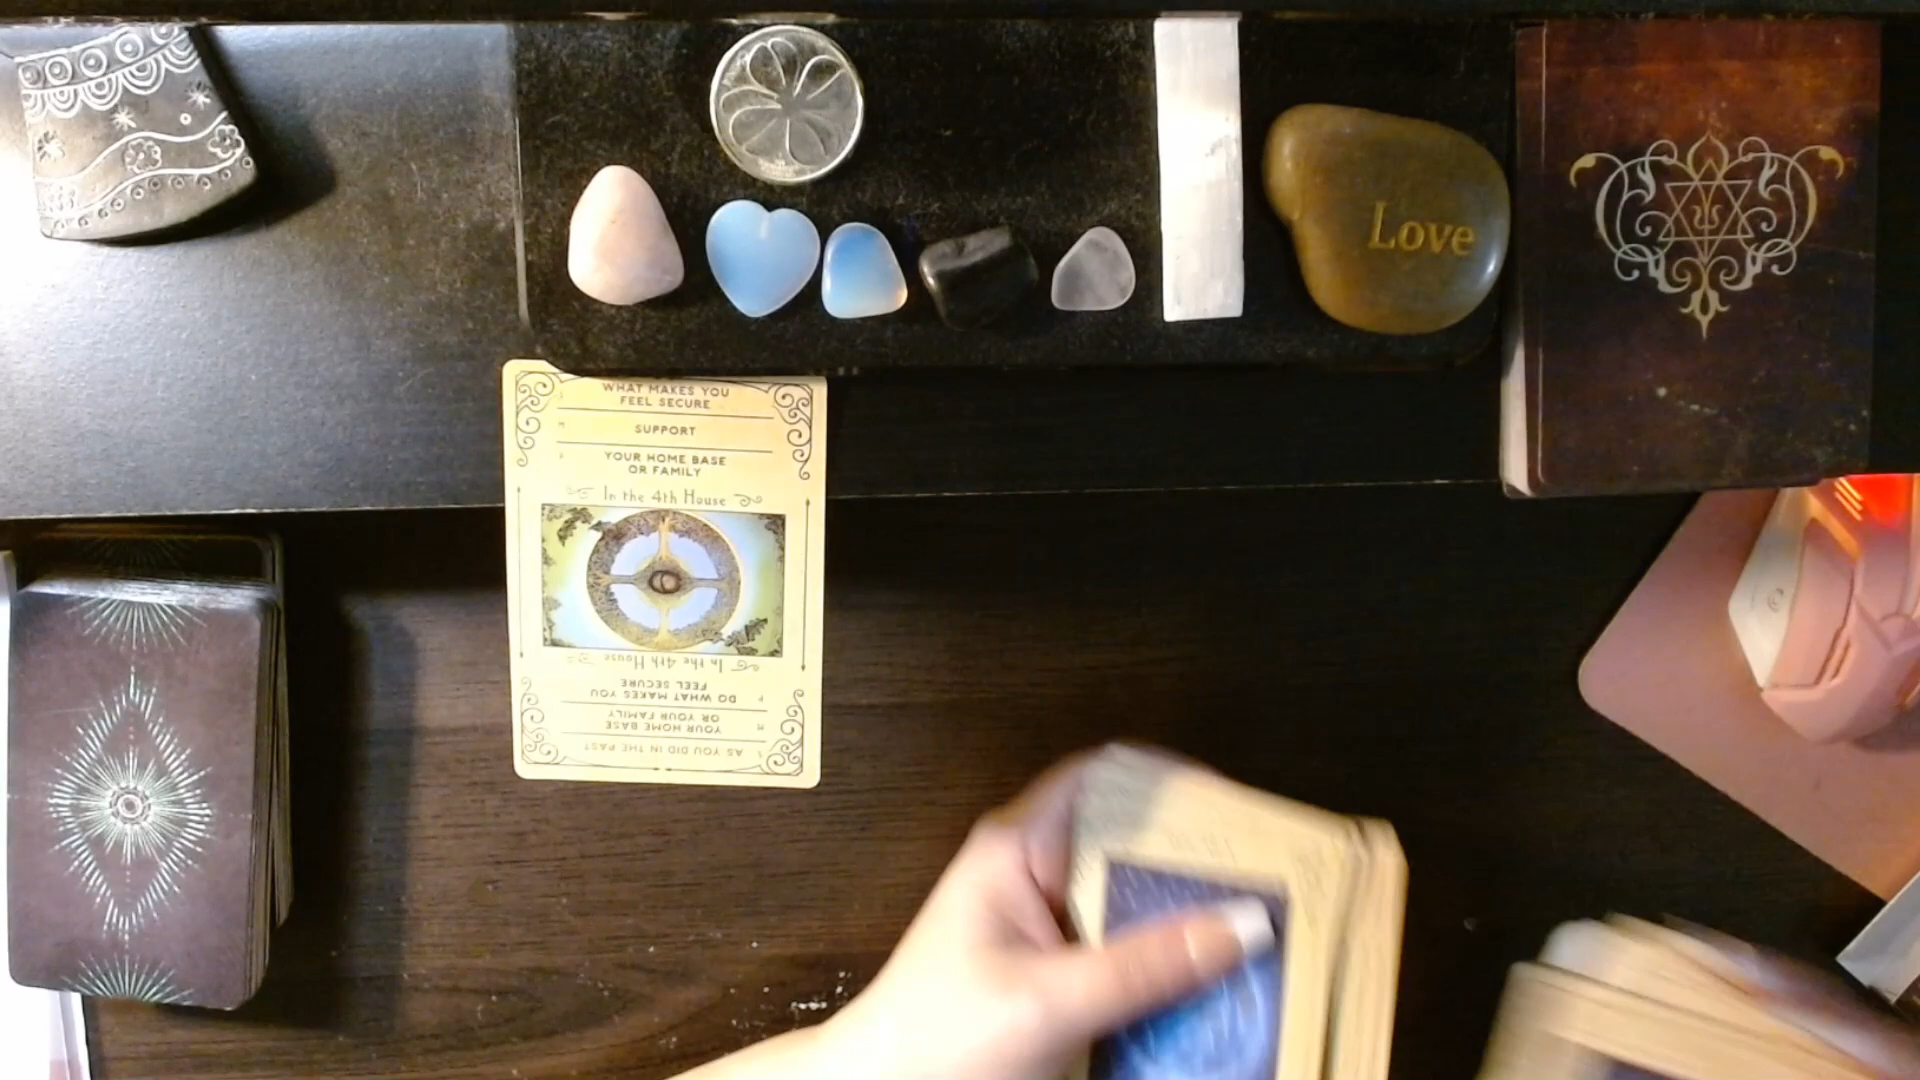 WHAT MAKES YOU
FEEL SECURE
SUPPORT
YOUR HOME BASE
OR FAMILY
In the 4th House
In the 4th House
DO WHAT MAKES YOU
FEEL SECURE
YOUR HOME BASE
OR YOUR FAMILY
AS YOU DID IN THE PAST
Love